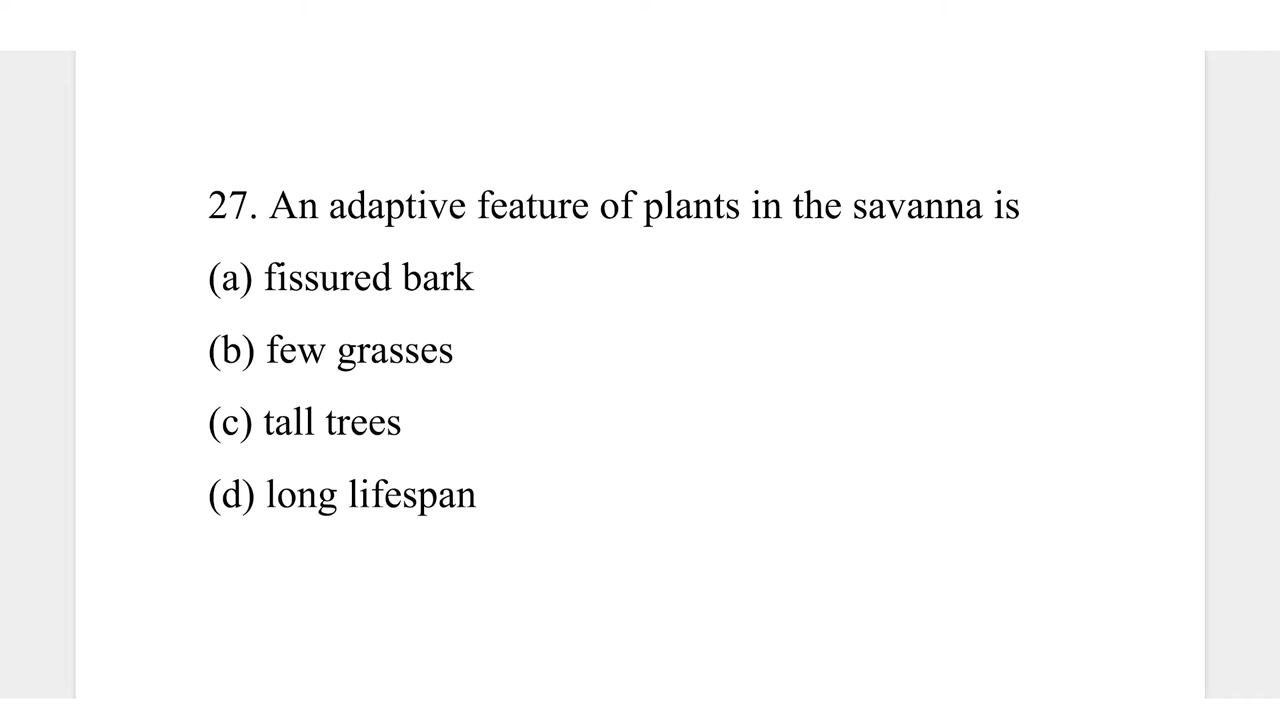 27. An adaptive feature of plants in the savanna is
(a) fissured bark
(b) few grasses
(c) tall trees
(d) long lifespan